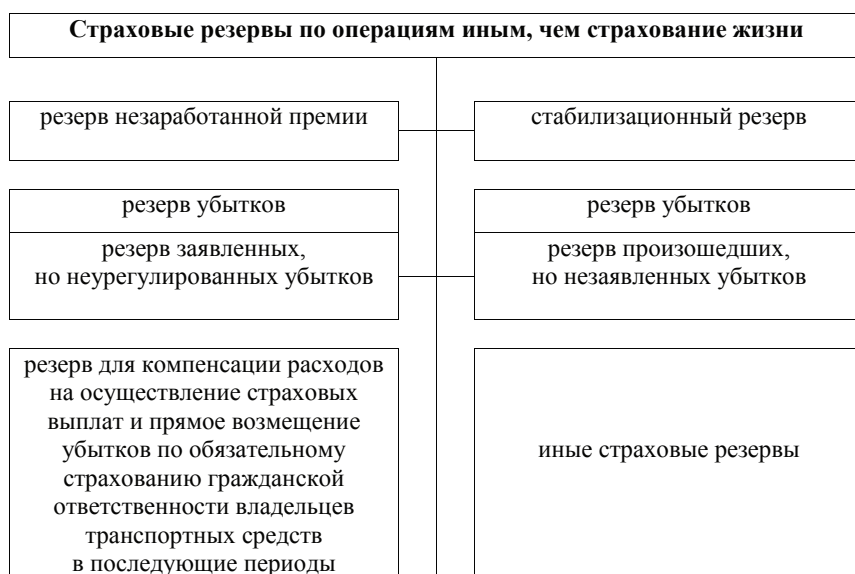 Страховые резервы по операциям иным, чем страхование жизни
резерв незаработанной премии
стабилизационный резерв
резерв убытков
резерв заявленных,
но неурегулированных убытков
резерв убытков
резерв произошедших,
но незаявленных убытков
резерв для компенсации расходов
на осуществление страховых
выплат и прямое возмещение
убытков по обязательному
страхованию гражданской
ответственности владельцев
транспортных средств
в последующие периоды
иные страховые резервы